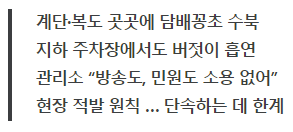 계단·복도 곳곳에 담배꽁초 수북
지하 주차장에서도 버젓이 흡연
관리소 “방송도, 민원도 소용 없어”
현장 적발 원칙 … 단속하는 데 한계